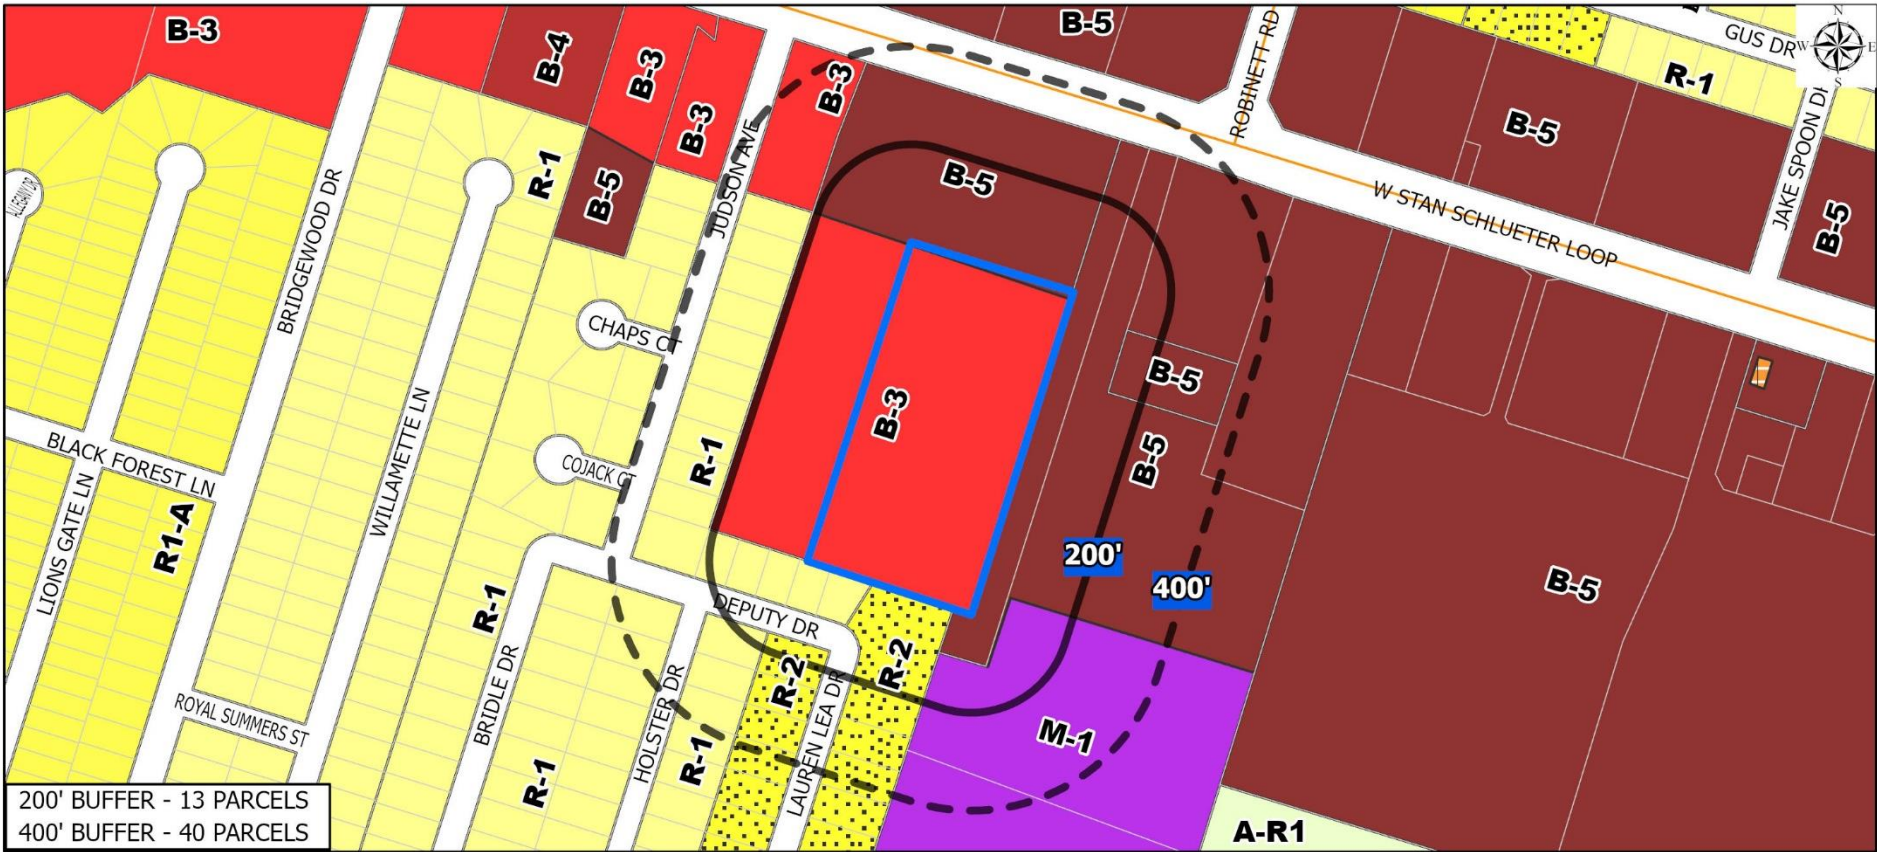 B-3
B-4
B-3
B-3
B-3
B-5
ROBINETT RD
GUS DR
N
W
E
S
R-1
B-5
JAKE SPOON DR
B-5
ALLEGANY DR
BRIDGEWOOD DR
R-1
B-5
JUDSON AVE
B-5
W STAN SCHLUETER LOOP
CHAPS CT
B-5
B-3
WILLAMETTE LN
COJACK CT
R-1
B-5
BLACK FOREST LN
LIONS GATE LN
R1-A
200'
400'
B-5
R-1
DEPUTY DR
BRIDLE DR
R-2
R-2
HOLSTER DR
LAUREN LEA DR
ROYAL SUMMERS ST
M-1
R-1
R-1
A-R1
200' BUFFER - 13 PARCELS
400' BUFFER - 40 PARCELS